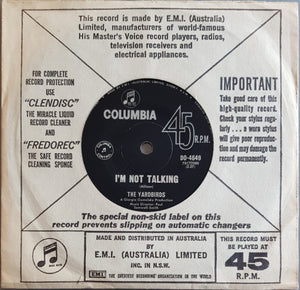 This record is made by E.M.I. (Australia)
Limited, manufacturers of world-famous
His Master's Voice record players, radios,
television receivers and
electrical appliances.
FOR COMPLETE
RECORD PROTECTION
USE
"CLENDISC"
THE MIRACLE LIQUID
RECORD CLEANER
AND
"FREDOREC"
THE SAFE RECORD
CLEANING SPONGE
IMPORTANT
Take good care of this
high-quality record.
Check your stylus regu-
larly . . a worn stylus
will give poor reproduction
and may damage the
record permanently.
COLUMBIA
45
R.P.M.
DO-4649
I'M NOT TALKING
(Allison)
THE YARDBIRDS
The special non-skid label on this
record prevents slipping on automatic changers
MADE AND DISTRIBUTED IN AUSTRALIA BY
E.M.I. (AUSTRALIA) LIMITED
INC. IN N.S.W.
EMI
THE GREATEST RECORDING ORGANISATION IN THE WORLD
THIS RECORD MUST
BE PLAYED AT
45
R.P.M.